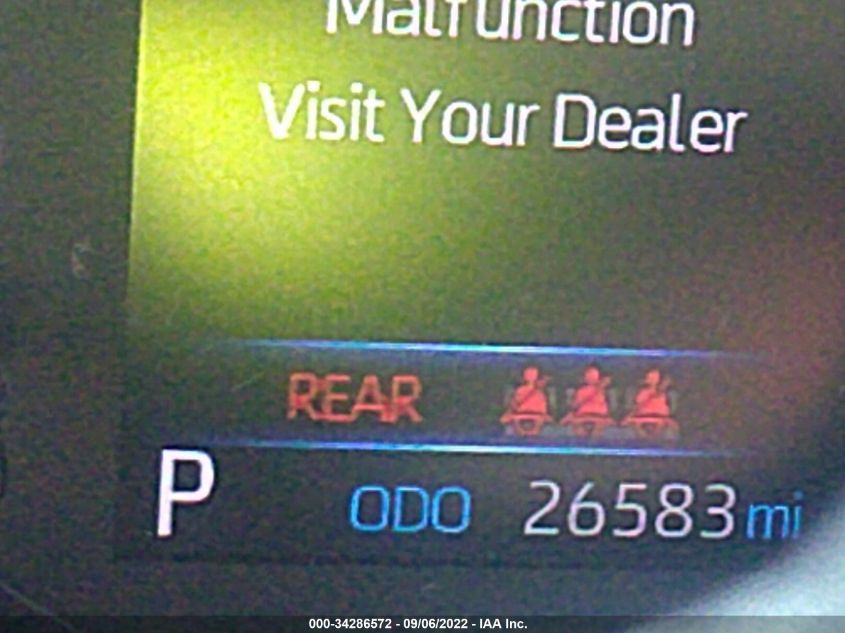 Malfunction
Visit Your Dealer
REAR
P ODO 26583 mi
000-34286572 - 09/06/2022 - IAA Inc.